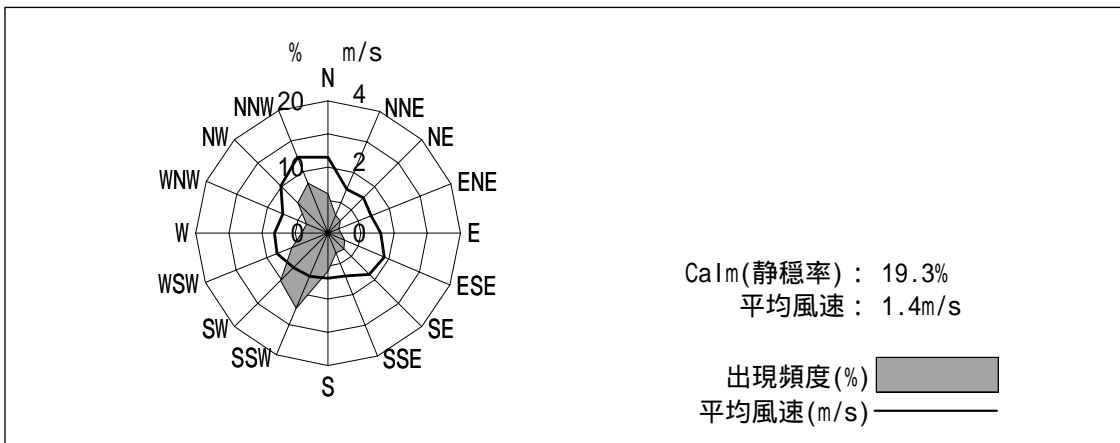 % m/s
N
NNW 20 4 NNE
NW NE
10 2
WNW ENE
W 0 0 E
WSW ESE
SW SE
SSW SSE
S
Calm(静穏率) : 19.3%
平均風速 : 1.4m/s
出現頻度(%)
平均風速(m/s)